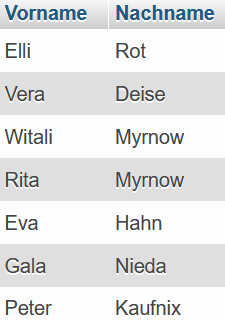 Vorname Nachname
Elli Rot
Vera Deise
Witali Myrnow
Rita Myrnow
Eva Hahn
Gala Nieda
Peter Kaufnix